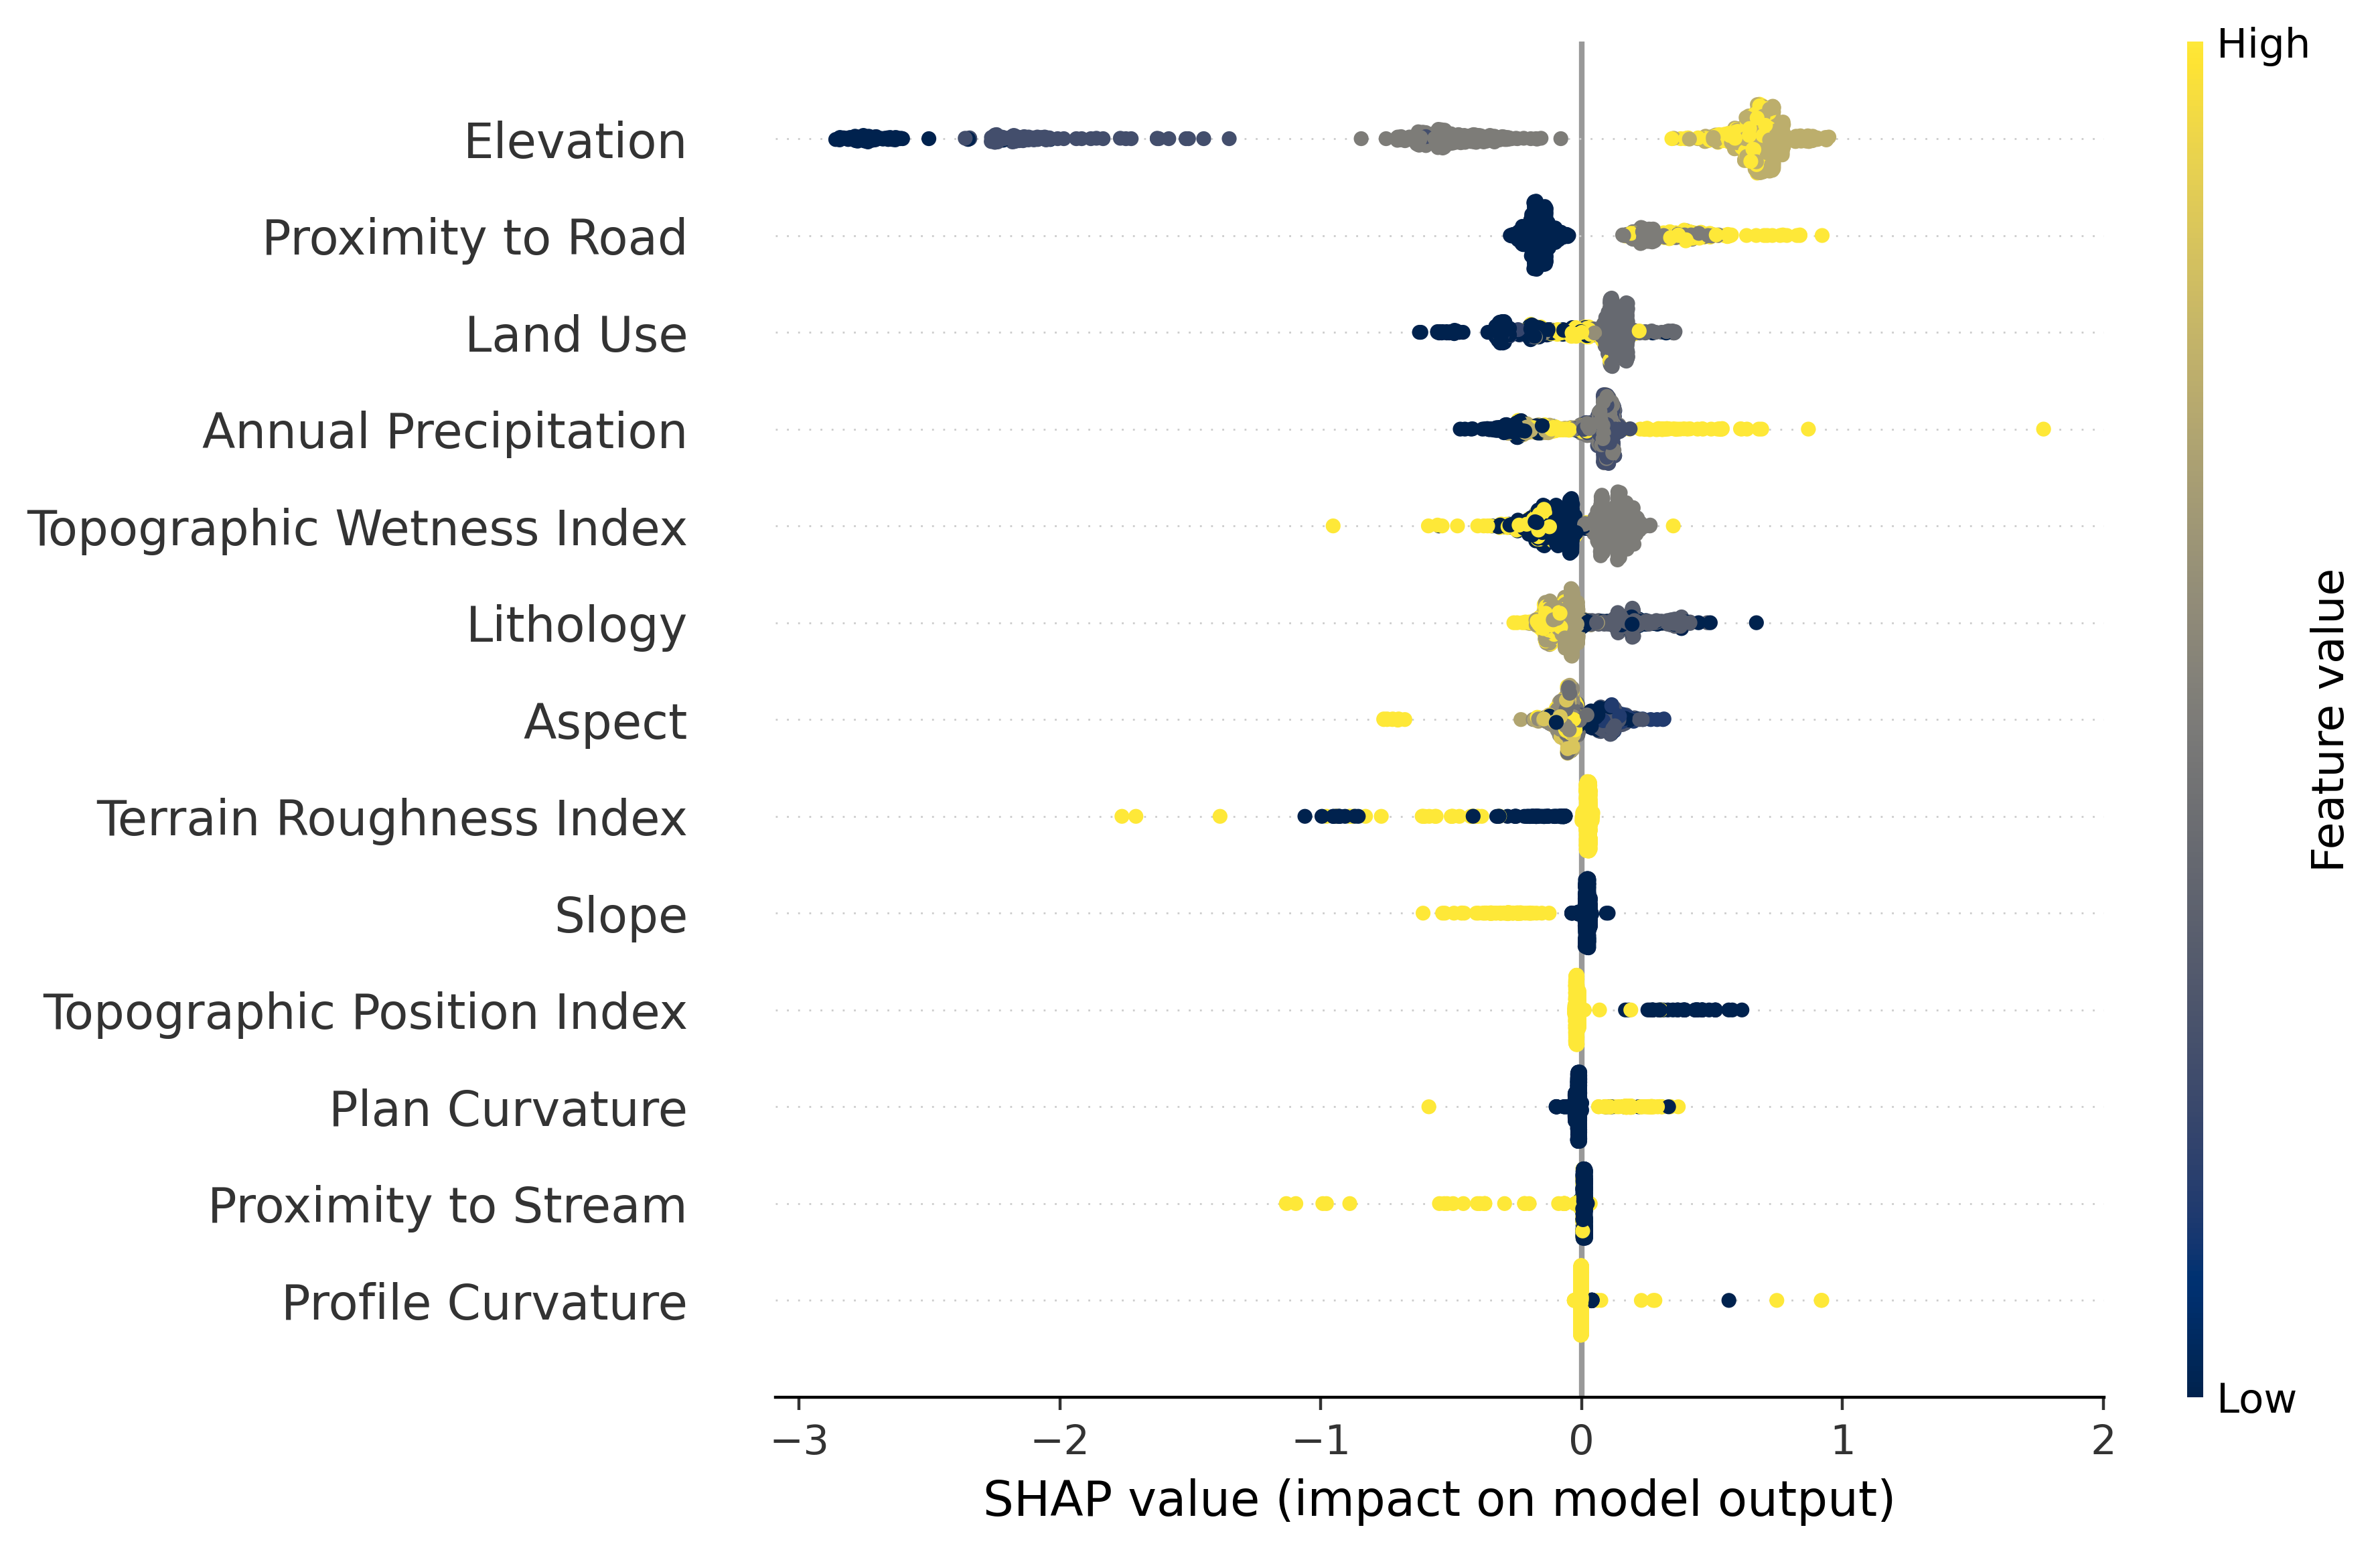 High
Elevation
Proximity to Road
Land Use
Annual Precipitation
Topographic Wetness Index
Lithology
Aspect
Terrain Roughness Index
Slope
Topographic Position Index
Plan Curvature
Proximity to Stream
Profile Curvature
Feature value
Low
−3 −2 −1 0 1 2
SHAP value (impact on model output)